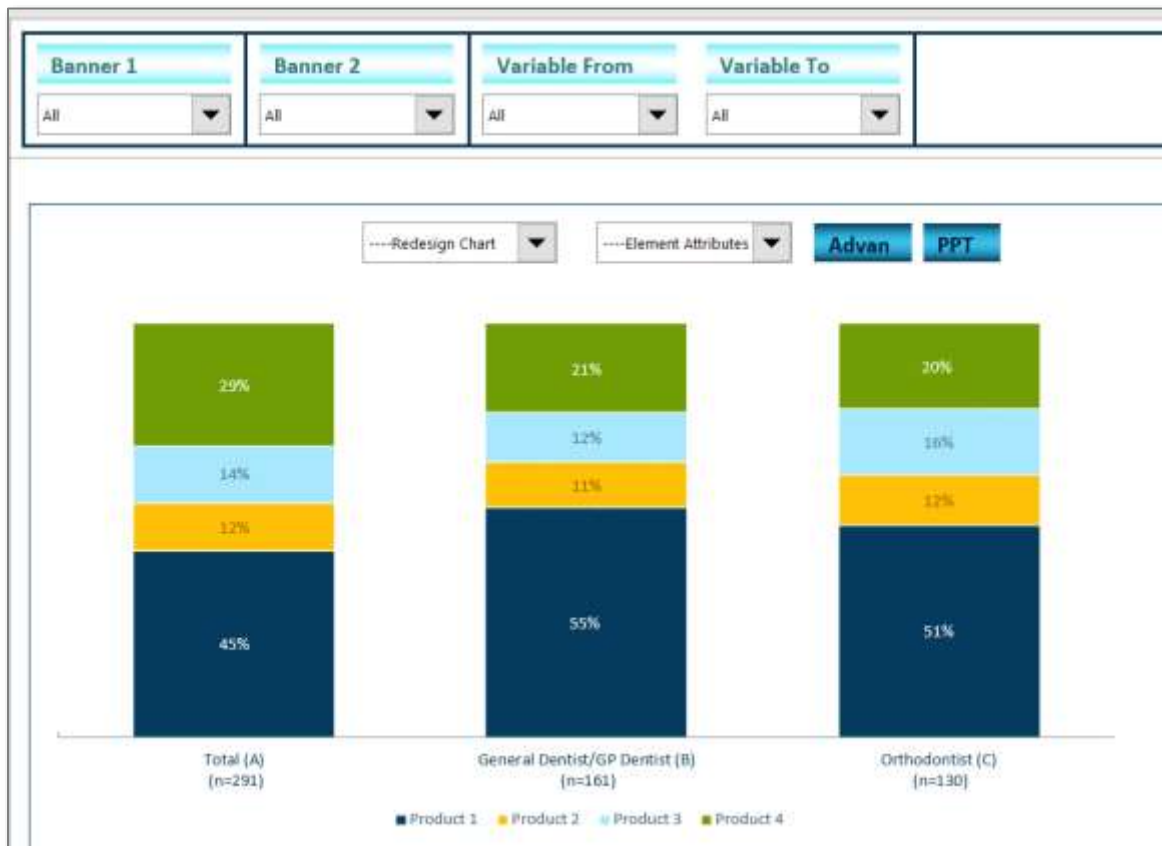 Banner 1 Banner 2 Variable From Variable To
All All All All
----Redesign Chart ----Element Attributes Advan PPT
29% 21% 20%
14% 12% 16%
12% 11% 12%
45% 55% 51%
Total (A) General Dentist/GP Dentist (B) Orthodontist (C)
(n=291) (n=161) (n=130)
Product 1 Product 2 Product 3 Product 4